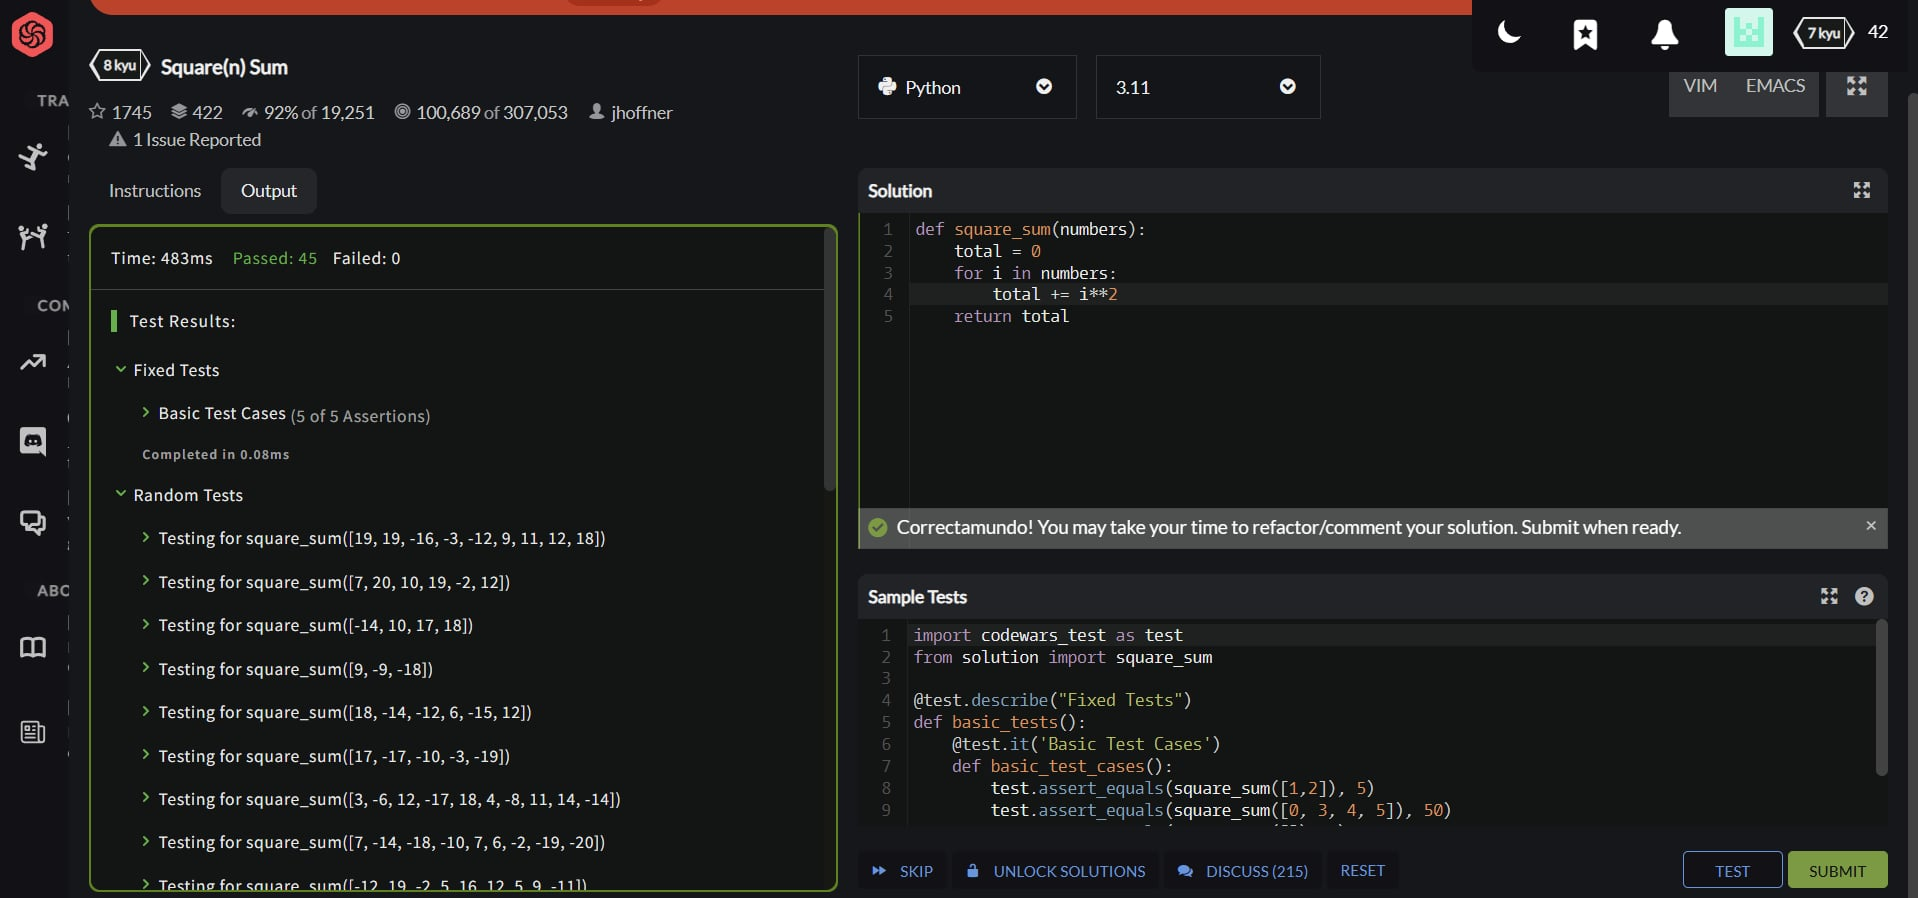 TRA
CON
ABO
8 kyu Square(n) Sum
1745 422 92% of 19,251 100,689 of 307,053 jhoffner
1 Issue Reported
Instructions Output
Time: 483ms Passed: 45 Failed: 0
Test Results:
Fixed Tests
Basic Test Cases (5 of 5 Assertions)
Completed in 0.08ms
Random Tests
Testing for square_sum([19, 19, -16, -3, -12, 9, 11, 12, 18])
Testing for square_sum([7, 20, 10, 19, -2, 12])
Testing for square_sum([-14, 10, 17, 18])
Testing for square_sum([9, -9, -18])
Testing for square_sum([18, -14, -12, 6, -15, 12])
Testing for square_sum([17, -17, -10, -3, -19])
Testing for square_sum([3, -6, 12, -17, 18, 4, -8, 11, 14, -14])
Testing for square_sum([7, -14, -18, -10, 7, 6, -2, -19, -20])
Testing for square_sum([-12, 19, -2, 5, 16, 12, 5, 9, -11])
7 kyu 42
Python 3.11 VIM EMACS
Solution
1 def square_sum(numbers):
2     total = 0
3     for i in numbers:
4         total += i**2
5     return total
Correctamundo! You may take your time to refactor/comment your solution. Submit when ready. ×
Sample Tests ?
1 import codewars_test as test
2 from solution import square_sum
3
4 @test.describe("Fixed Tests")
5 def basic_tests():
6     @test.it('Basic Test Cases')
7     def basic_test_cases():
8         test.assert_equals(square_sum([1,2]), 5)
9         test.assert_equals(square_sum([0, 3, 4, 5]), 50)
SKIP UNLOCK SOLUTIONS DISCUSS (215) RESET TEST SUBMIT